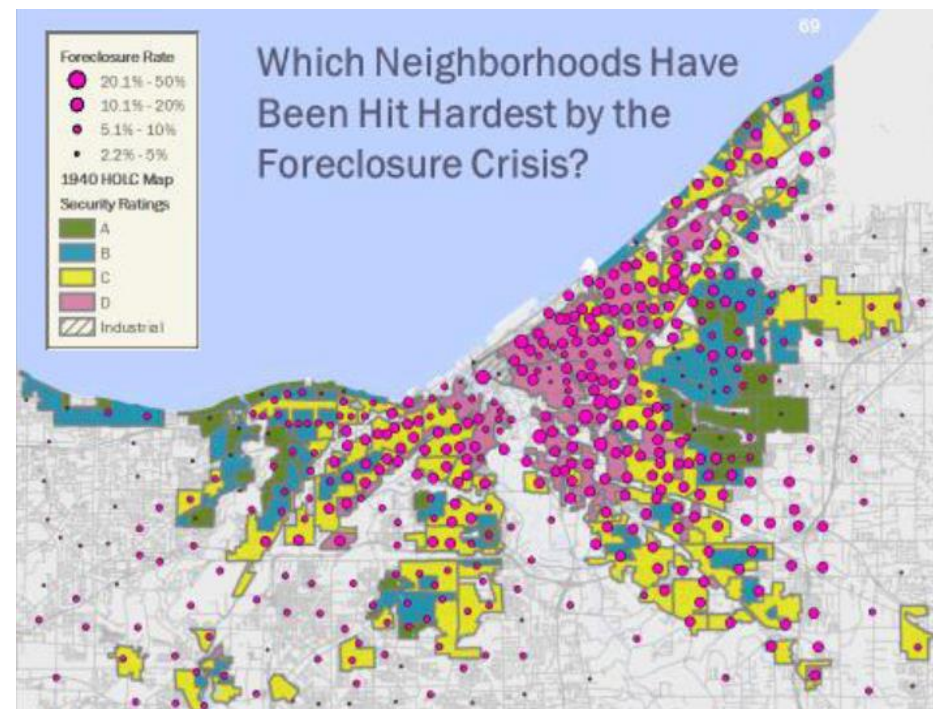 69
Which Neighborhoods Have
Been Hit Hardest by the
Foreclosure Crisis?
Foreclosure Rate
20.1% - 50%
10.1% - 20%
5.1% - 10%
2.2% - 5%
1940 HOLC Map
Security Ratings
A
B
C
D
Industrial